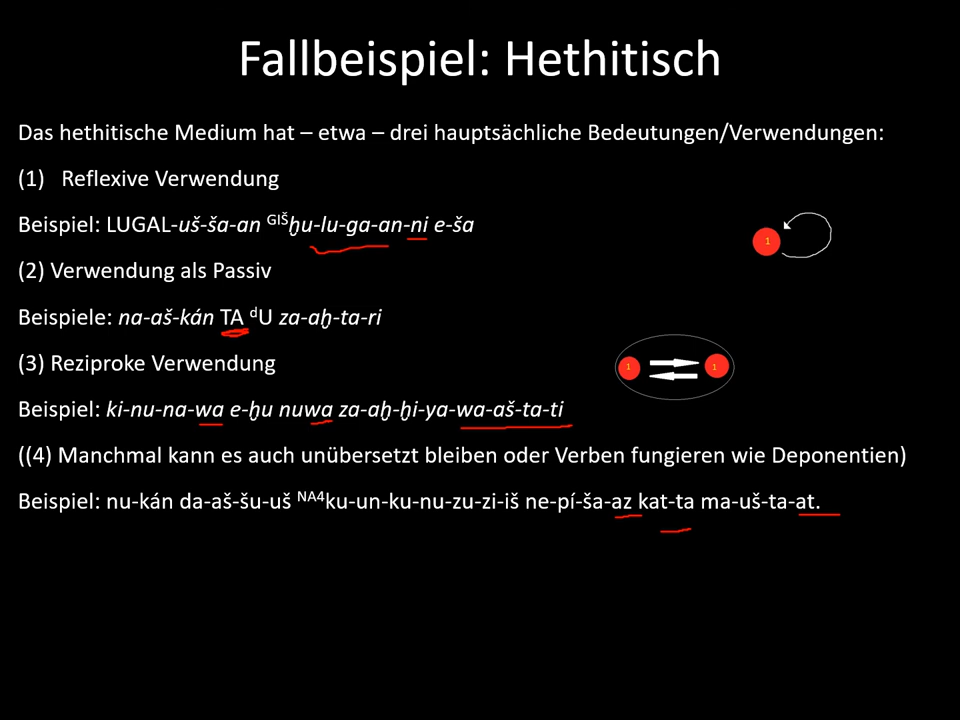 Fallbeispiel: Hethitisch
Das hethitische Medium hat – etwa – drei hauptsächliche Bedeutungen/Verwendungen:
(1) Reflexive Verwendung
Beispiel: LUGAL-uš-ša-an GIŠḫu-lu-ga-an-ni e-ša
1
(2) Verwendung als Passiv
Beispiele: na-aš-kán TA dU za-aḫ-ta-ri
(3) Reziproke Verwendung
1 1
Beispiel: ki-nu-na-wa e-ḫu nuwa za-aḫ-ḫi-ya-wa-aš-ta-ti
((4) Manchmal kann es auch unübersetzt bleiben oder Verben fungieren wie Deponentien)
Beispiel: nu-kán da-aš-šu-uš NA4ku-un-ku-nu-zu-zi-iš ne-pí-ša-az kat-ta ma-uš-ta-at.